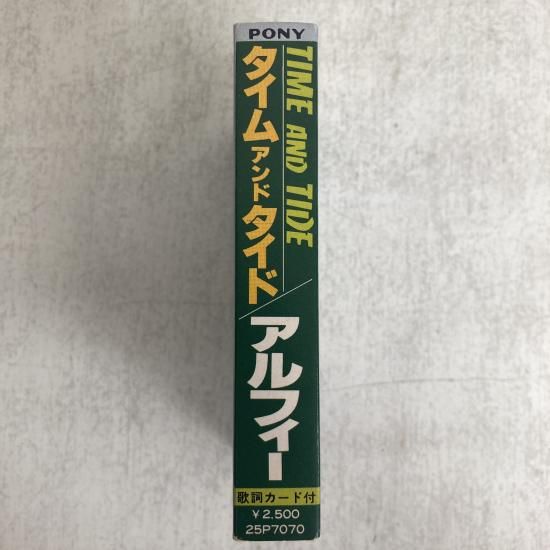 PONY
TIME AND TIDE
タイムアンドタイド
アルフィー
歌詞カード付
￥2,500
25P7070